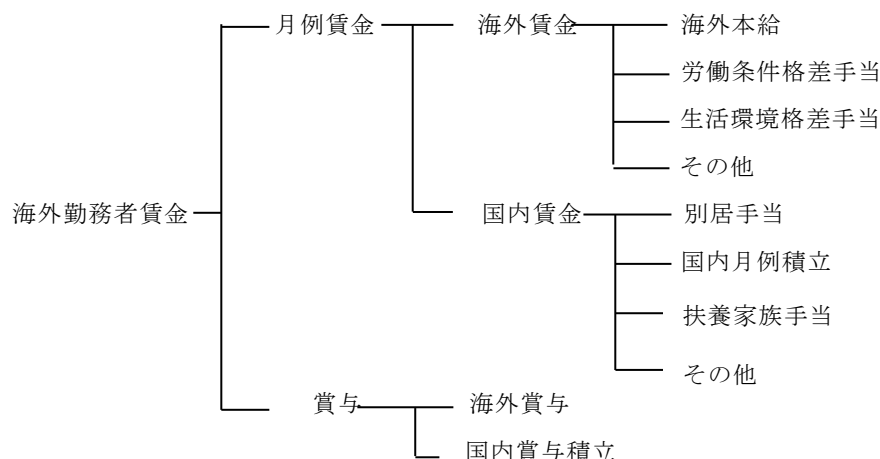 月例賃金 海外賃金 海外本給
労働条件格差手当
生活環境格差手当
その他
海外勤務者賃金 国内賃金 別居手当
国内月例積立
扶養家族手当
その他
賞与 海外賞与
国内賞与積立